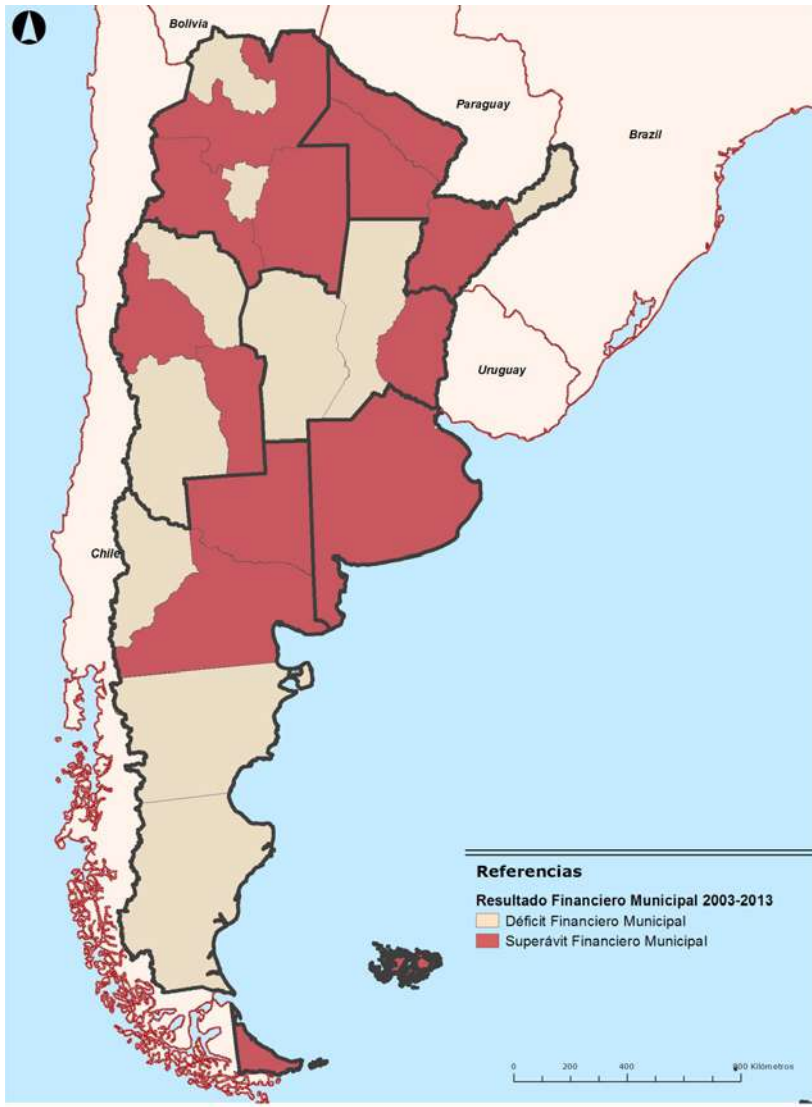 Bolivia
Paraguay
Brazil
Uruguay
Chile
Referencias
Resultado Financiero Municipal 2003-2013
Déficit Financiero Municipal
Superávit Financiero Municipal
0 200 400 800 Kilómetros